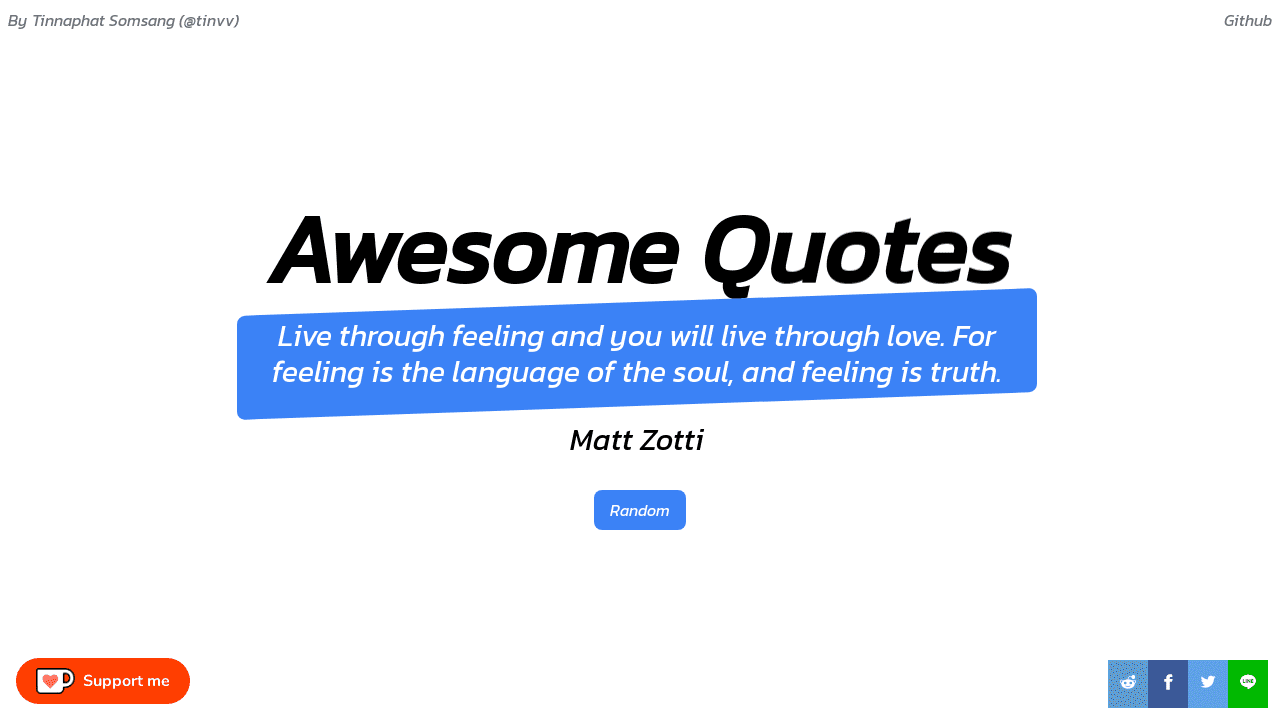 By Tinnaphat Somsang (@tinvv)
Github
Awesome Quotes
Live through feeling and you will live through love. For
feeling is the language of the soul, and feeling is truth.
Matt Zotti
Random
Support me
LINE